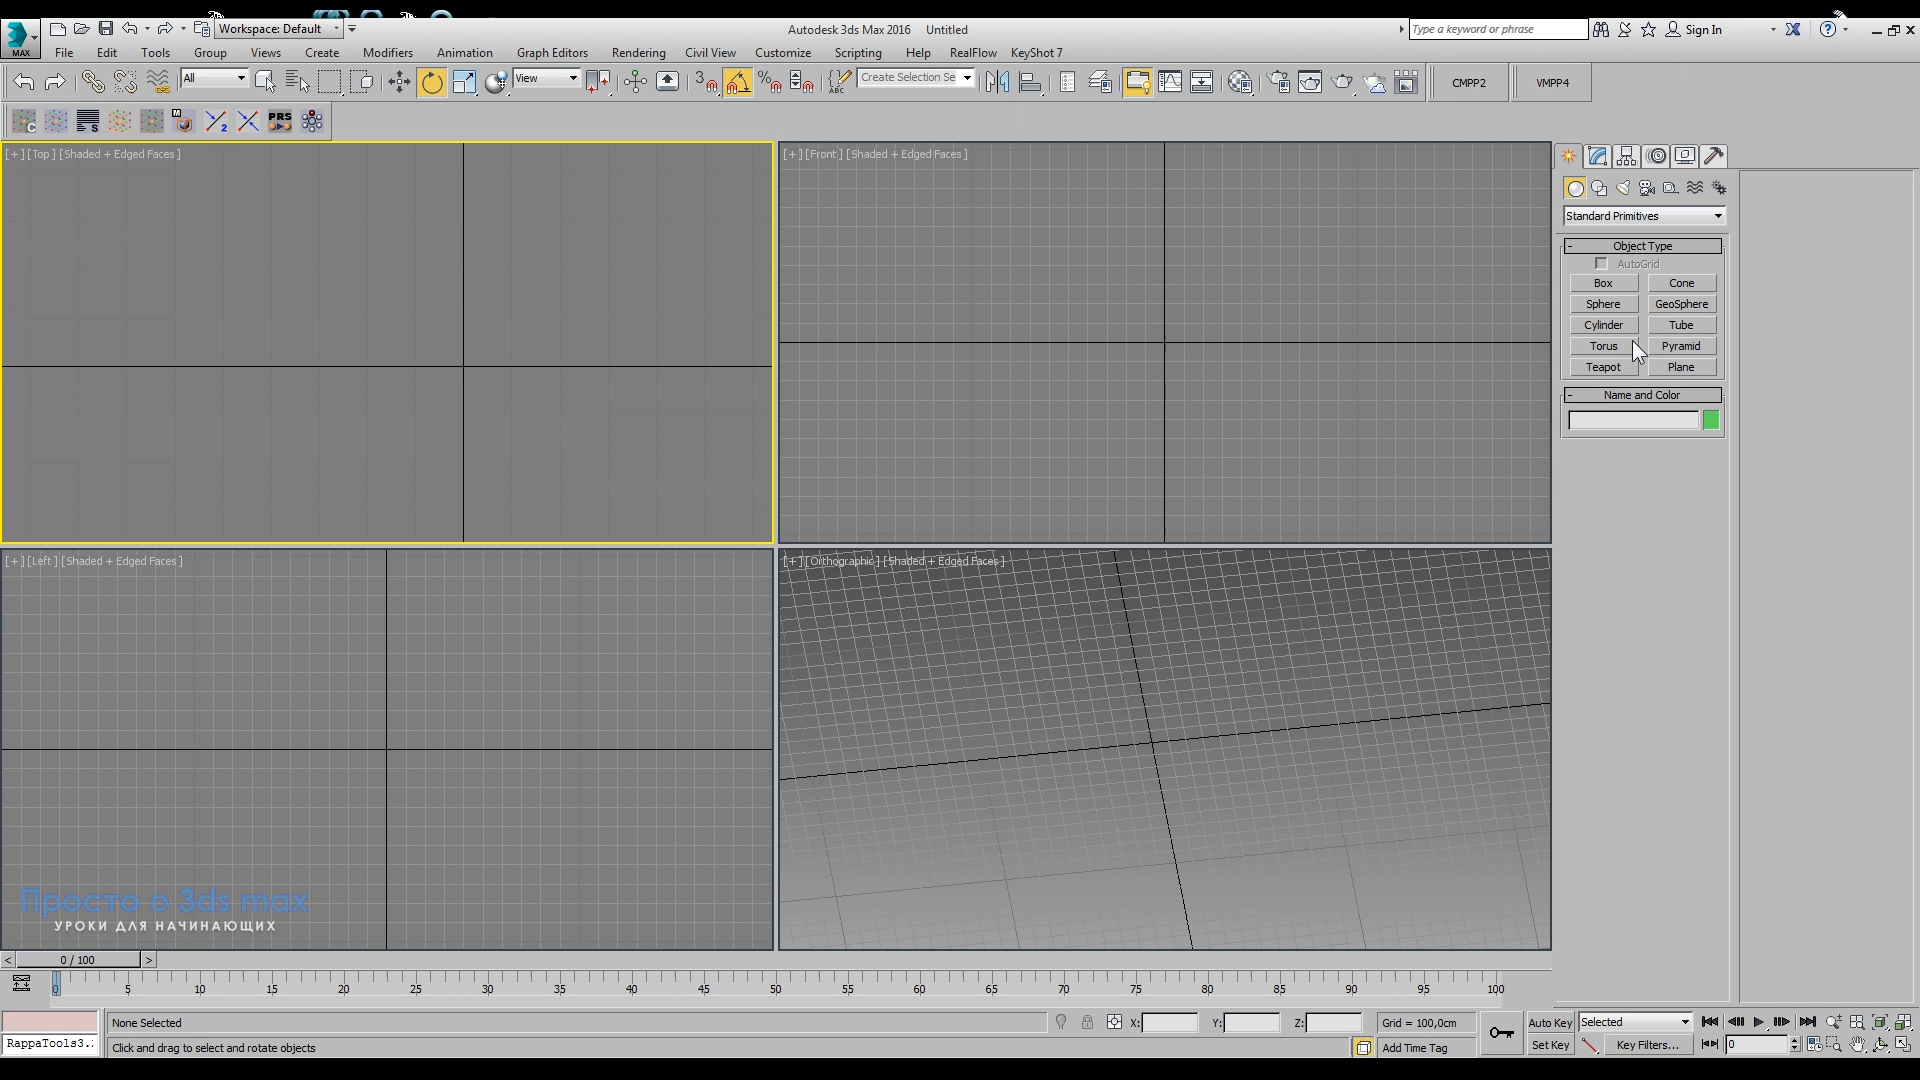 Workspace: Default
Autodesk 3ds Max 2016 Untitled
Type a keyword or phrase
Sign In
MAX
File Edit Tools Group Views Create Modifiers Animation Graph Editors Rendering Civil View Customize Scripting Help RealFlow KeyShot 7
All
View
3
ABC
Create Selection Se
CMPP2
VMPP4
PRS
[+] [Top] [Shaded + Edged Faces]
[+] [Front] [Shaded + Edged Faces]
Standard Primitives
- Object Type
AutoGrid
Box Cone
Sphere GeoSphere
Cylinder Tube
Torus Pyramid
Teapot Plane
- Name and Color
[+] [Left] [Shaded + Edged Faces]
[+] [Orthographic] [Shaded + Edged Faces]
Просто о 3ds max
УРОКИ ДЛЯ НАЧИНАЮЩИХ
< 0 / 100 >
0 5 10 15 20 25 30 35 40 45 50 55 60 65 70 75 80 85 90 95 100
None Selected
X: Y: Z: Grid = 100,0cm
Auto Key Selected
RappaTools3.
Click and drag to select and rotate objects
Add Time Tag
Set Key Key Filters...
0